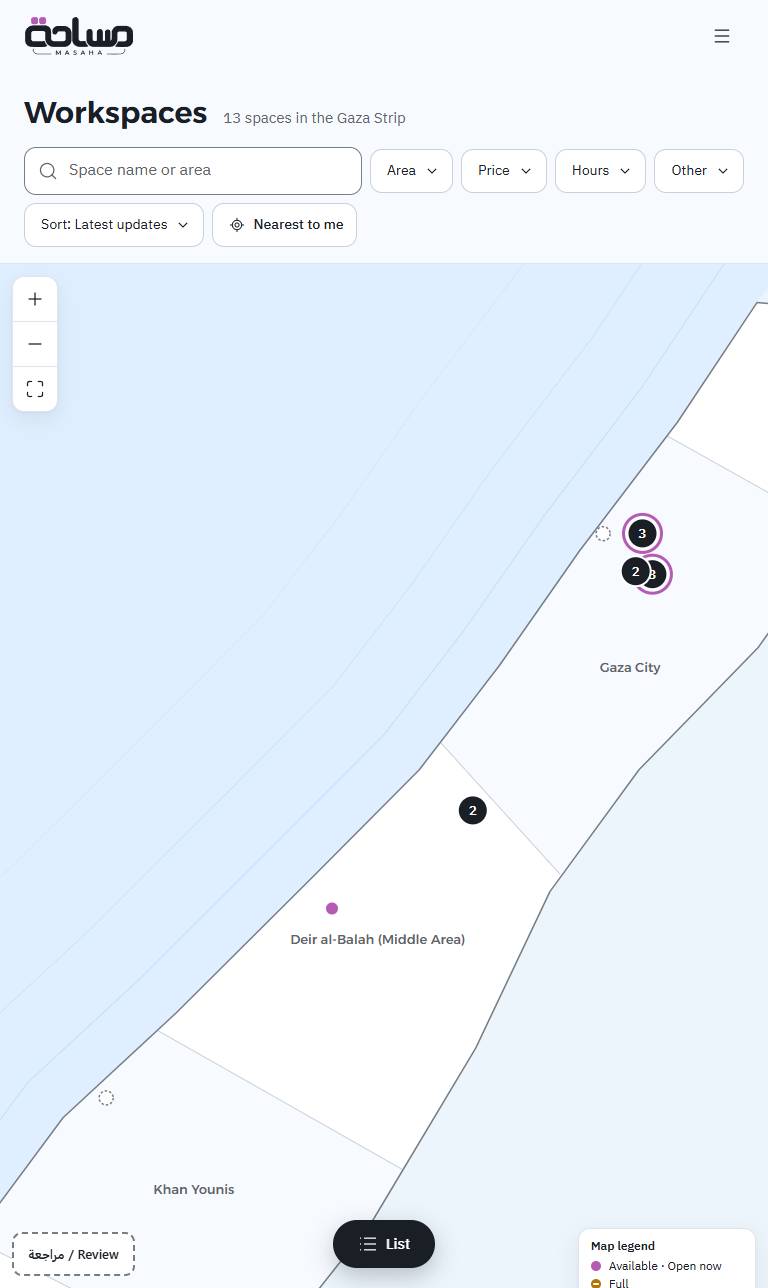 مساحة
MASAHA
Workspaces 13 spaces in the Gaza Strip
Space name or area
Area
Price
Hours
Other
Sort: Latest updates
Nearest to me
3
2
3
Gaza City
2
Deir al-Balah (Middle Area)
Khan Younis
مراجعة / Review
List
Map legend
Available · Open now
Full